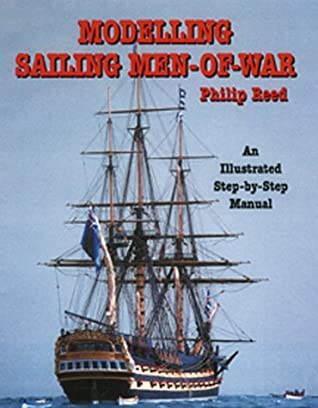 MODELLING
SAILING MEN-OF-WAR
Philip Reed
An
Illustrated
Step-by-Step
Manual